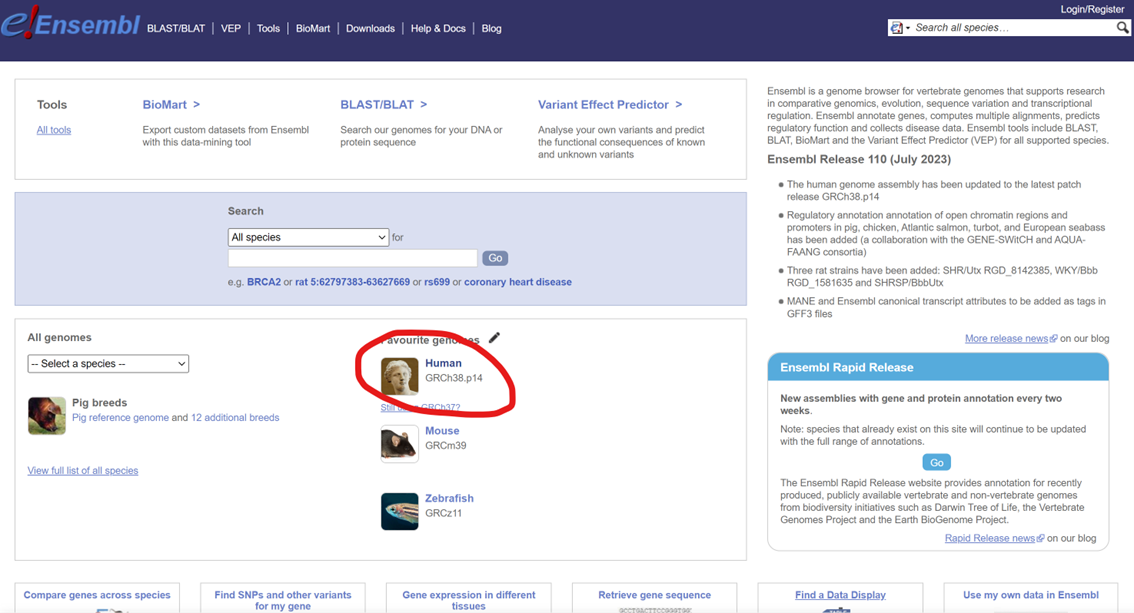 Login/Register
e!Ensembl BLAST/BLAT | VEP | Tools | BioMart | Downloads | Help & Docs | Blog
Search all species...
Tools
All tools
BioMart >
Export custom datasets from Ensembl
with this data-mining tool
BLAST/BLAT >
Search our genomes for your DNA or
protein sequence
Variant Effect Predictor >
Analyse your own variants and predict
the functional consequences of known
and unknown variants
Search
All species for
Go
e.g. BRCA2 or rat 5:62797383-63627669 or rs699 or coronary heart disease
All genomes
-- Select a species --
Pig breeds
Pig reference genome and 12 additional breeds
View full list of all species
Favourite genomes
Human
GRCh38.p14
Still using GRCh37?
Mouse
GRCm39
Zebrafish
GRCz11
Ensembl is a genome browser for vertebrate genomes that supports research
in comparative genomics, evolution, sequence variation and transcriptional
regulation. Ensembl annotate genes, computes multiple alignments, predicts
regulatory function and collects disease data. Ensembl tools include BLAST,
BLAT, BioMart and the Variant Effect Predictor (VEP) for all supported species.
Ensembl Release 110 (July 2023)
The human genome assembly has been updated to the latest patch
release GRCh38.p14
Regulatory annotation annotation of open chromatin regions and
promoters in pig, chicken, Atlantic salmon, turbot, and European seabass
has been added (a collaboration with the GENE-SWitCH and AQUA-
FAANG consortia)
Three rat strains have been added: SHR/Utx RGD_8142385, WKY/Bbb
RGD_1581635 and SHRSP/BbbUtx
MANE and Ensembl canonical transcript attributes to be added as tags in
GFF3 files
More release news on our blog
Ensembl Rapid Release
New assemblies with gene and protein annotation every two
weeks.
Note: species that already exist on this site will continue to be updated
with the full range of annotations.
Go
The Ensembl Rapid Release website provides annotation for recently
produced, publicly available vertebrate and non-vertebrate genomes
from biodiversity initiatives such as Darwin Tree of Life, the Vertebrate
Genomes Project and the Earth BioGenome Project.
Rapid Release news on our blog
Compare genes across species
Find SNPs and other variants
for my gene
Gene expression in different
tissues
Retrieve gene sequence
Find a Data Display
Use my own data in Ensembl